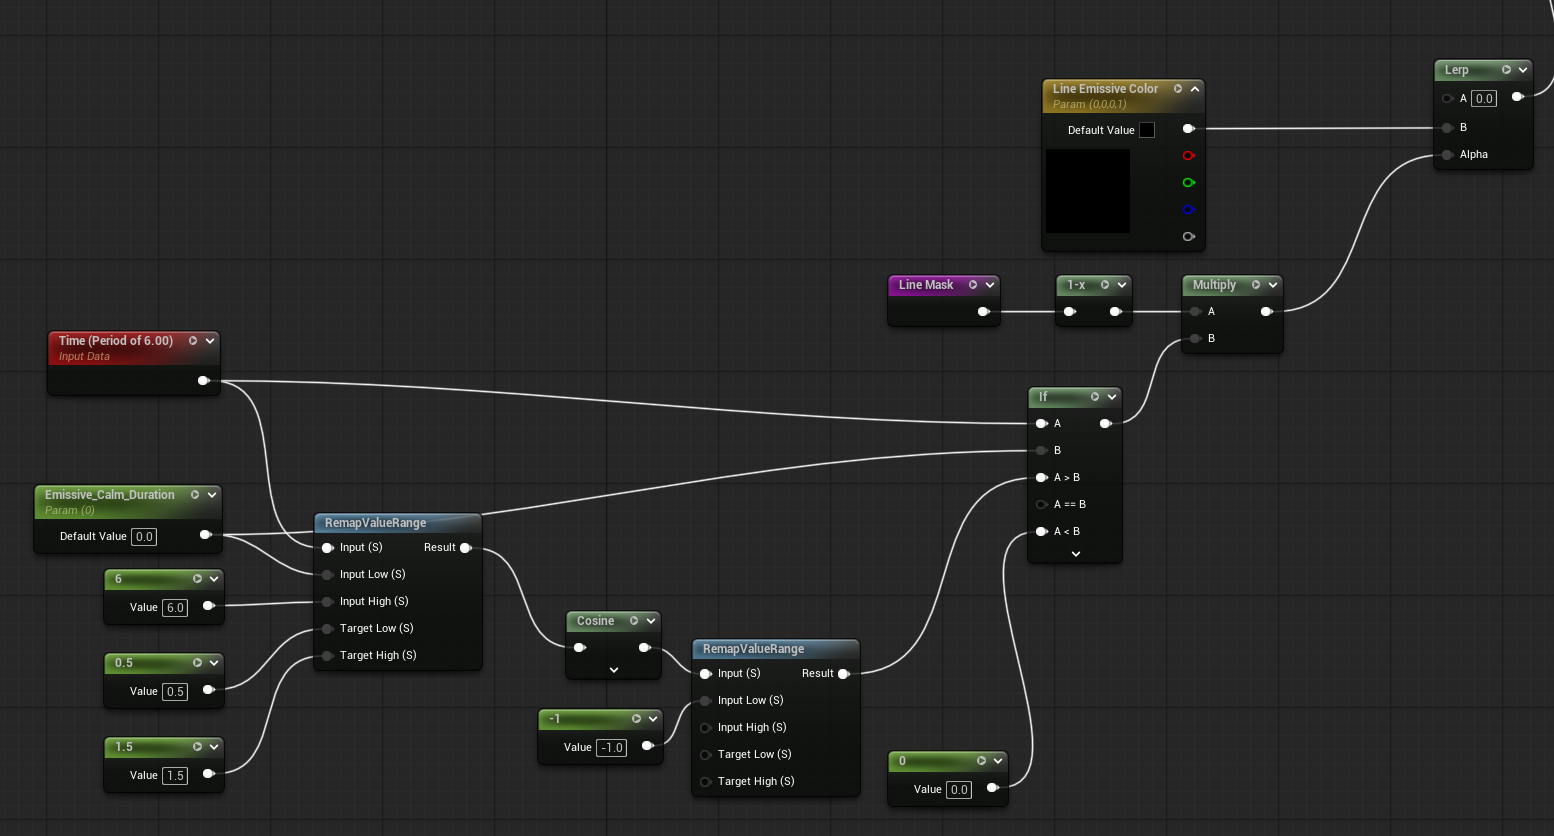 Lerp
A 0.0
B
Alpha
Line Emissive Color
Param (0,0,0,1)
Default Value
Line Mask
1-x
Multiply
A
B
Time (Period of 6.00)
Input Data
If
A
B
A > B
A == B
A < B
Emissive_Calm_Duration
Param (0)
Default Value 0.0
RemapValueRange
Input (S) Result
Input Low (S)
Input High (S)
Target Low (S)
Target High (S)
6
Value 6.0
0.5
Value 0.5
1.5
Value 1.5
Cosine
RemapValueRange
Input (S) Result
Input Low (S)
Input High (S)
Target Low (S)
Target High (S)
-1
Value -1.0
0
Value 0.0